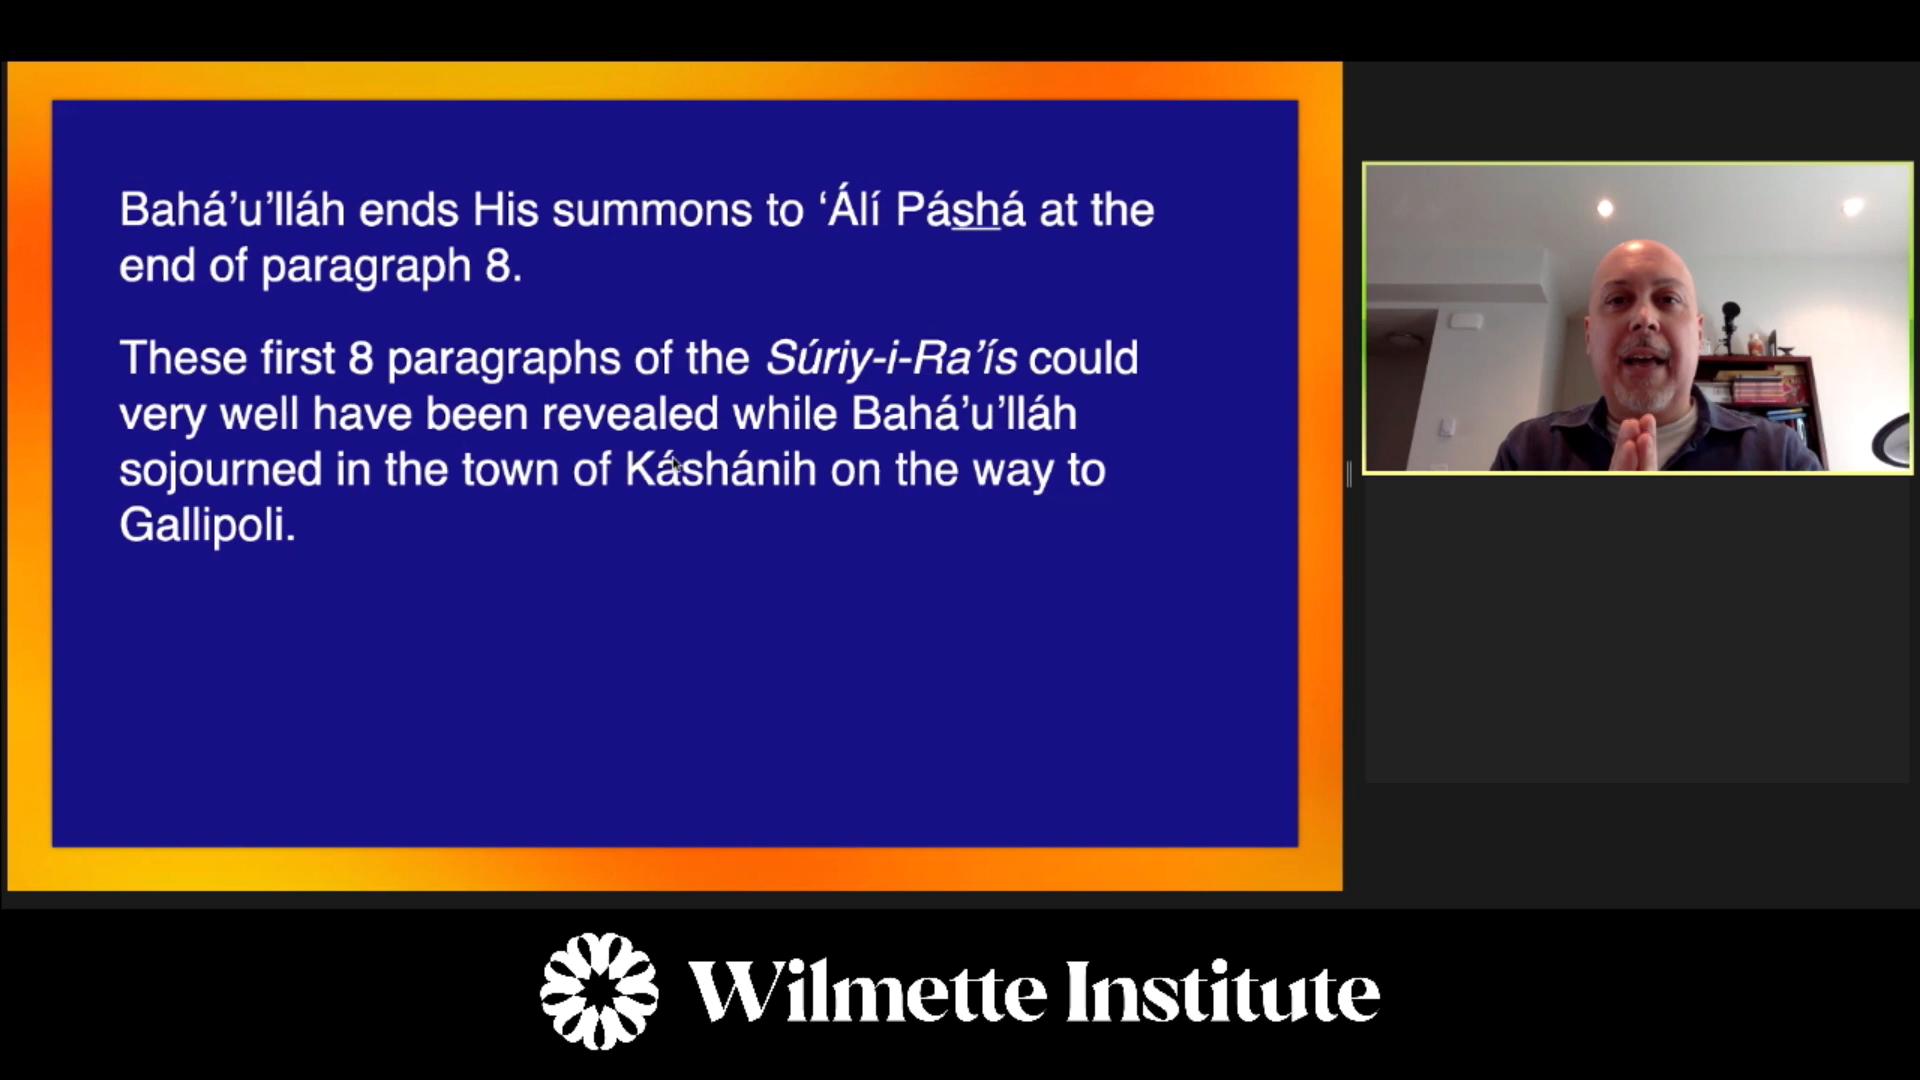 Bahá’u’lláh ends His summons to ‘Álí Páshá at the
end of paragraph 8.
These first 8 paragraphs of the Súriy-i-Ra’ís could
very well have been revealed while Bahá’u’lláh
sojourned in the town of Káshánih on the way to
Gallipoli.
Wilmette Institute